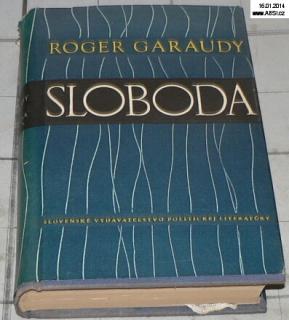 16.01.2014
www.ABSI.cz
ROGER GARAUDY
SLOBODA
SLOVENSKÉ VYDAVATEĽSTVO POLITICKEJ LITERATÚRY